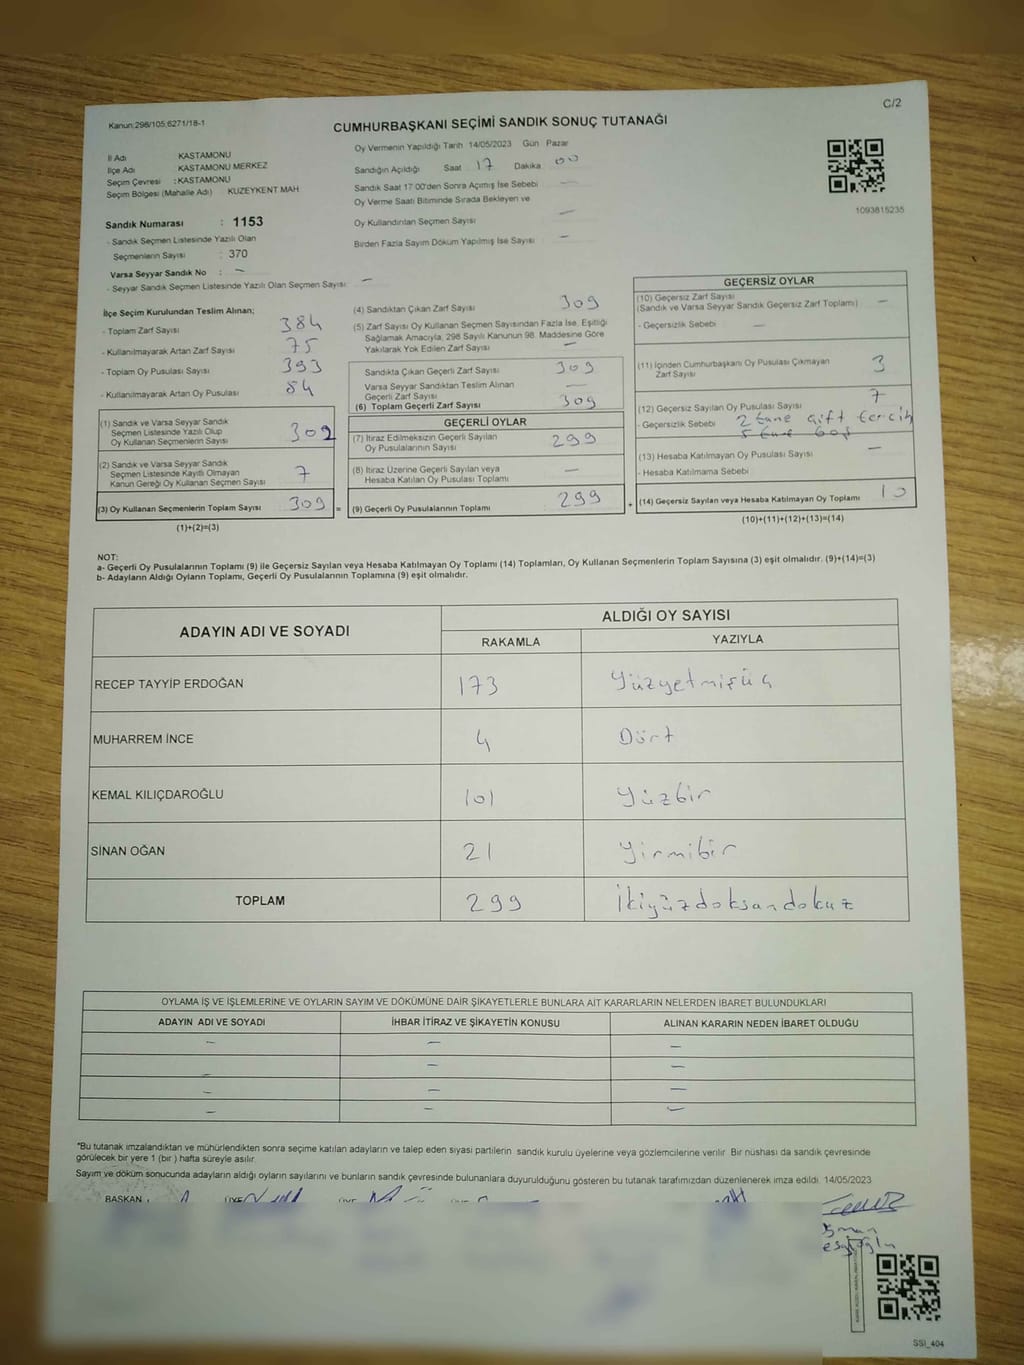 C/2
Kanun:298/105;6271/18-1
CUMHURBAŞKANI SEÇİMİ SANDIK SONUÇ TUTANAĞI
İl Adı KASTAMONU
İlçe Adı KASTAMONU MERKEZ
Seçim Çevresi :KASTAMONU
Seçim Bölgesi (Mahalle Adı) KUZEYKENT MAH
Oy Vermenin Yapıldığı Tarih 14/05/2023 Gün Pazar
Sandığın Açıldığı Saat 17 Dakika 00
Sandık Saat 17:00'den Sonra Açımış İse Sebebi —
Oy Verme Saati Bitiminde Sırada Bekleyen ve
Oy Kullandırılan Seçmen Sayısı —
Birden Fazla Sayım Döküm Yapılmış İse Sayısı —
1093815235
Sandık Numarası : 1153
- Sandık Seçmen Listesinde Yazılı Olan
Seçmenlerin Sayısı : 370
Varsa Seyyar Sandık No : —
- Seyyar Sandık Seçmen Listesinde Yazılı Olan Seçmen Sayısı: —
İlçe Seçim Kurulundan Teslim Alınan;
- Toplam Zarf Sayısı 384
- Kullanılmayarak Artan Zarf Sayısı 75
- Toplam Oy Pusulası Sayısı 393
- Kullanılmayarak Artan Oy Pusulası 84
(1) Sandık ve Varsa Seyyar Sandık
Seçmen Listesinde Yazılı Olup
Oy Kullanan Seçmenlerin Sayısı 302
(2) Sandık ve Varsa Seyyar Sandık
Seçmen Listesinde Kayıtlı Olmayan
Kanun Gereği Oy Kullanan Seçmen Sayısı 7
(3) Oy Kullanan Seçmenlerin Toplam Sayısı 309 =
(1)+(2)=(3)
(4) Sandıktan Çıkan Zarf Sayısı 309
(5) Zarf Sayısı Oy Kullanan Seçmen Sayısından Fazla İse, Eşitliği
Sağlamak Amacıyla, 298 Sayılı Kanunun 98. Maddesine Göre
Yakılarak Yok Edilen Zarf Sayısı —
Sandıkta Çıkan Geçerli Zarf Sayısı 309
Varsa Seyyar Sandıktan Teslim Alınan
Geçerli Zarf Sayısı —
(6) Toplam Geçerli Zarf Sayısı 309
GEÇERLİ OYLAR
(7) İtiraz Edilmeksizin Geçerli Sayılan
Oy Pusulalarının Sayısı 299
(8) İtiraz Üzerine Geçerli Sayılan veya
Hesaba Katılan Oy Pusulası Toplamı —
(9) Geçerli Oy Pusulalarının Toplamı 299 +
GEÇERSİZ OYLAR
(10) Geçersiz Zarf Sayısı
(Sandık ve Varsa Seyyar Sandık Geçersiz Zarf Toplamı) —
- Geçersizlik Sebebi —
(11) İçinden Cumhurbaşkanı Oy Pusulası Çıkmayan
Zarf Sayısı 3
(12) Geçersiz Sayılan Oy Pusulası Sayısı 7
- Geçersizlik Sebebi 2 tane çift tercih
5 tane boş
(13) Hesaba Katılmayan Oy Pusulası Sayısı —
- Hesaba Katılmama Sebebi
(14) Geçersiz Sayılan veya Hesaba Katılmayan Oy Toplamı 10
(10)+(11)+(12)+(13)=(14)
NOT:
a- Geçerli Oy Pusulalarının Toplamı (9) ile Geçersiz Sayılan veya Hesaba Katılmayan Oy Toplamı (14) Toplamları, Oy Kullanan Seçmenlerin Toplam Sayısına (3) eşit olmalıdır. (9)+(14)=(3)
b- Adayların Aldığı Oyların Toplamı, Geçerli Oy Pusulalarının Toplamına (9) eşit olmalıdır.
ADAYIN ADI VE SOYADI
ALDIĞI OY SAYISI
RAKAMLA YAZIYLA
RECEP TAYYİP ERDOĞAN 173 Yüzyetmişüç
MUHARREM İNCE 4 Dört
KEMAL KILIÇDAROĞLU 101 Yüzbir
SİNAN OĞAN 21 Yirmibir
TOPLAM 299 İkiyüzdoksandokuz
OYLAMA İŞ VE İŞLEMLERİNE VE OYLARIN SAYIM VE DÖKÜMÜNE DAİR ŞİKAYETLERLE BUNLARA AİT KARARLARIN NELERDEN İBARET BULUNDUKLARI
ADAYIN ADI VE SOYADI İHBAR İTİRAZ VE ŞİKAYETİN KONUSU ALINAN KARARIN NEDEN İBARET OLDUĞU
— — —
— — —
— — —
— — —
*Bu tutanak imzalandıktan ve mühürlendikten sonra seçime katılan adayların ve talep eden siyasi partilerin sandık kurulu üyelerine veya gözlemcilerine verilir. Bir nüshası da sandık çevresinde
görülecek bir yere 1 (bir ) hafta süreyle asılır.
Sayım ve döküm sonucunda adayların aldığı oyların sayılarını ve bunların sandık çevresinde bulunanlara duyurulduğunu gösteren bu tutanak tarafımızdan düzenlenerek imza edildi. 14/05/2023
BAŞKAN
SSI_404